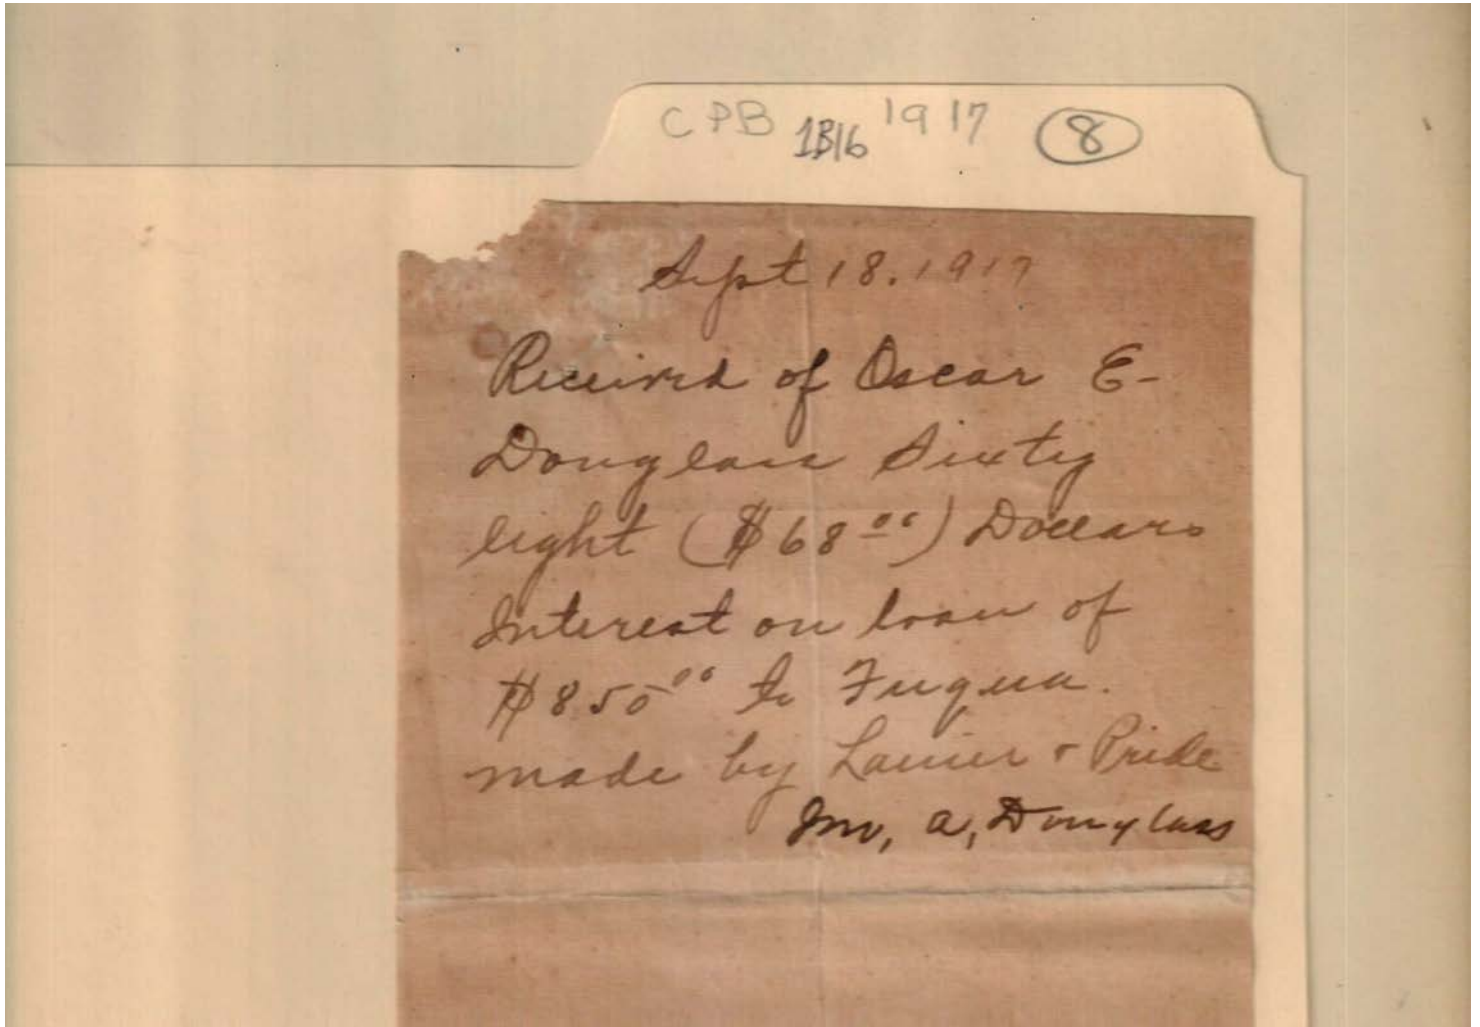 CPB 1B16 1917 8
Sept 18. 1917
Received of Oscar E-
Douglass Sixty
eight ($68.00) Dollars
Interest on loan of
$850.00 to Fuqua.
made by Lanier + Pride
Jno, A, Douglass